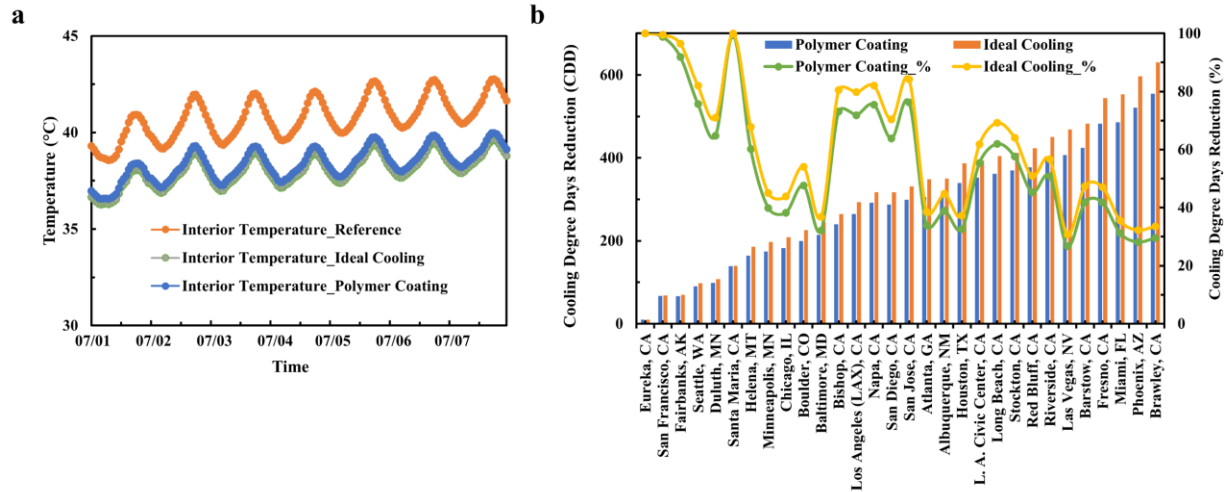 a
45
40
35
30
Temperature (°C)
Interior Temperature_Reference
Interior Temperature_Ideal Cooling
Interior Temperature_Polymer Coating
07/01 07/02 07/03 07/04 07/05 07/06 07/07
Time
b
Cooling Degree Days Reduction (CDD)
600
400
200
0
Polymer Coating Ideal Cooling
Polymer Coating_% Ideal Cooling_%
100
80
60
40
20
0
Cooling Degree Days Reduction (%)
Eureka, CA
San Francisco, CA
Fairbanks, AK
Seattle, WA
Duluth, MN
Santa Maria, CA
Helena, MT
Minneapolis, MN
Chicago, IL
Boulder, CO
Baltimore, MD
Bishop, CA
Los Angeles (LAX), CA
Napa, CA
San Diego, CA
San Jose, CA
Atlanta, GA
Albuquerque, NM
Houston, TX
L. A. Civic Center, CA
Long Beach, CA
Stockton, CA
Red Bluff, CA
Riverside, CA
Las Vegas, NV
Barstow, CA
Fresno, CA
Miami, FL
Phoenix, AZ
Brawley, CA